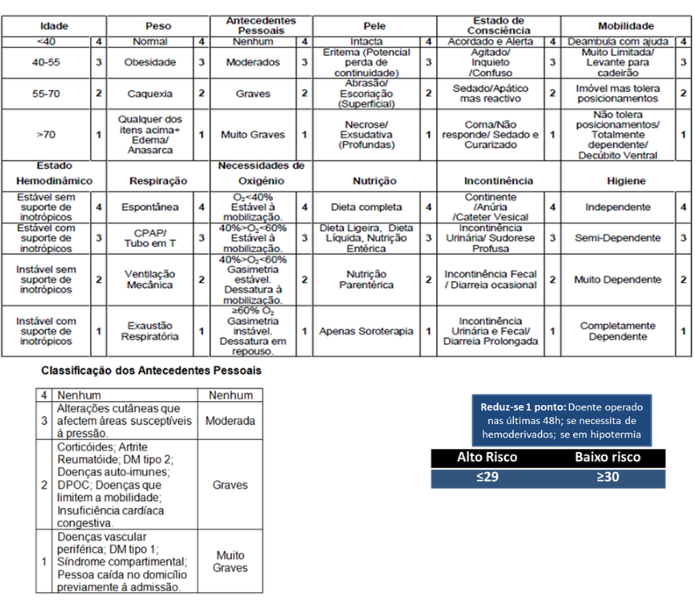 Idade Peso Antecedentes Pessoais Pele Estado de Consciência Mobilidade
<40 4 Normal 4 Nenhum 4 Intacta 4 Acordado e Alerta 4 Deambula com ajuda 4
40-55 3 Obesidade 3 Moderados 3 Eritema (Potencial perda de continuidade) 3 Agitado/ Inquieto /Confuso 3 Muito Limitada/ Levante para cadeirão 3
55-70 2 Caquexia 2 Graves 2 Abrasão/ Escoriação (Superficial) 2 Sedado/Apático mas reactivo 2 Imóvel mas tolera posicionamentos 2
>70 1 Qualquer dos itens acima+ Edema/ Anasarca 1 Muito Graves 1 Necrose/ Exsudativa (Profundas) 1 Coma/Não responde/ Sedado e Curarizado 1 Não tolera posicionamentos/ Totalmente dependente/ Decúbito Ventral 1
Estado Hemodinâmico Respiração Necessidades de Oxigénio Nutrição Incontinência Higiene
Estável sem suporte de inotrópicos 4 Espontânea 4 O₂<40% Estável à mobilização. 4 Dieta completa 4 Continente /Anúria /Cateter Vesical 4 Independente 4
Estável com suporte de inotrópicos 3 CPAP/ Tubo em T 3 40%>O₂<60% Estável à mobilização. 3 Dieta Ligeira, Dieta Líquida, Nutrição Entérica 3 Incontinência Urinária/ Sudorese Profusa 3 Semi-Dependente 3
Instável sem suporte de inotrópicos 2 Ventilação Mecânica 2 40%>O₂<60% Gasimetria estável. Dessatura à mobilização. 2 Nutrição Parentérica 2 Incontinência Fecal / Diarreia ocasional 2 Muito Dependente 2
Instável com suporte de inotrópicos 1 Exaustão Respiratória 1 ≥60% O₂ Gasimetria instável. Dessatura em repouso. 1 Apenas Soroterapia 1 Incontinência Urinária e Fecal/ Diarreia Prolongada 1 Completamente Dependente 1
Classificação dos Antecedentes Pessoais
4 Nenhum Nenhum
3 Alterações cutâneas que afectem áreas susceptíveis à pressão. Moderada
2 Corticóides; Artrite Reumatóide; DM tipo 2; Doenças auto-imunes; DPOC; Doenças que limitem a mobilidade; Insuficiência cardíaca congestiva. Graves
1 Doenças vascular periférica; DM tipo 1; Síndrome compartimental; Pessoa caída no domicílio previamente à admissão. Muito Graves
Reduz-se 1 ponto: Doente operado
nas últimas 48h; se necessita de
hemoderivados; se em hipotermia
Alto Risco Baixo risco
≤29 ≥30